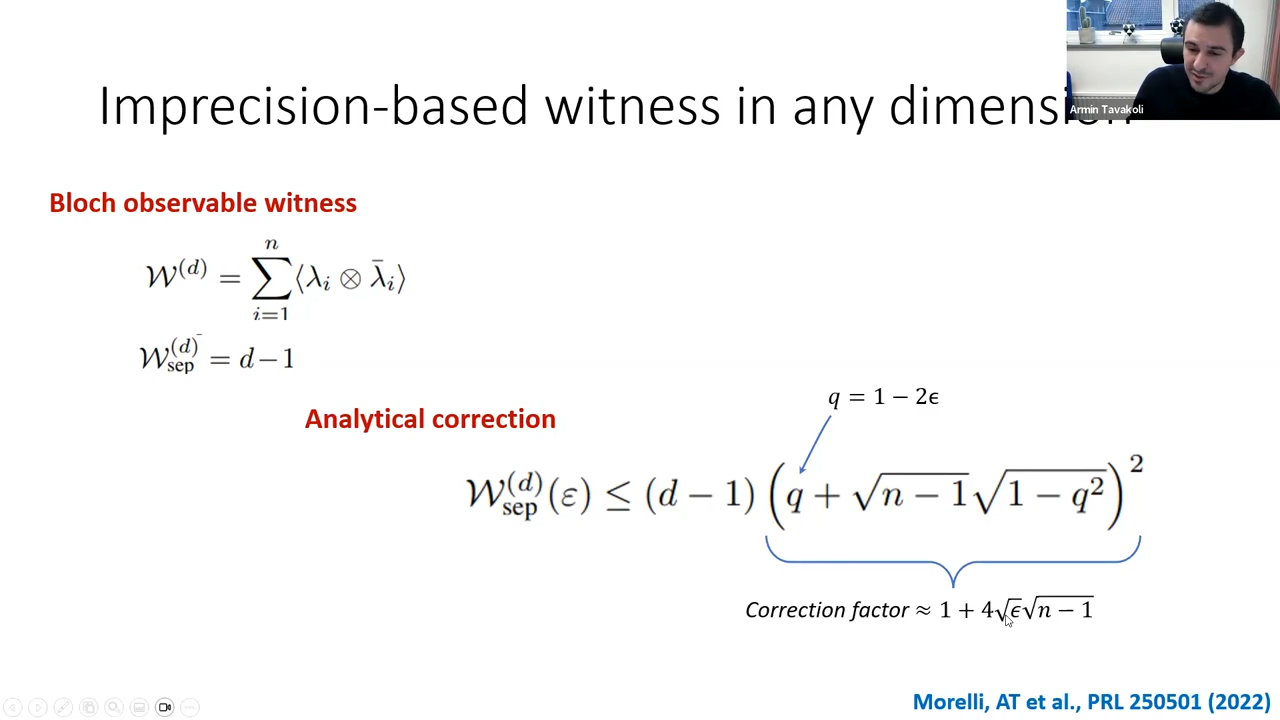 Imprecision-based witness in any dimension
Armin Tavakoli
Bloch observable witness
𝒲^(d) = ∑_{i=1}^{n} ⟨λ_i ⊗ λ̄_i⟩
𝒲_sep^(d) = d − 1
q = 1 − 2ϵ
Analytical correction
𝒲_sep^(d)(ε) ≤ (d − 1) (q + √(n − 1) √(1 − q²))²
Correction factor ≈ 1 + 4√ϵ√(n − 1)
Morelli, AT et al., PRL 250501 (2022)